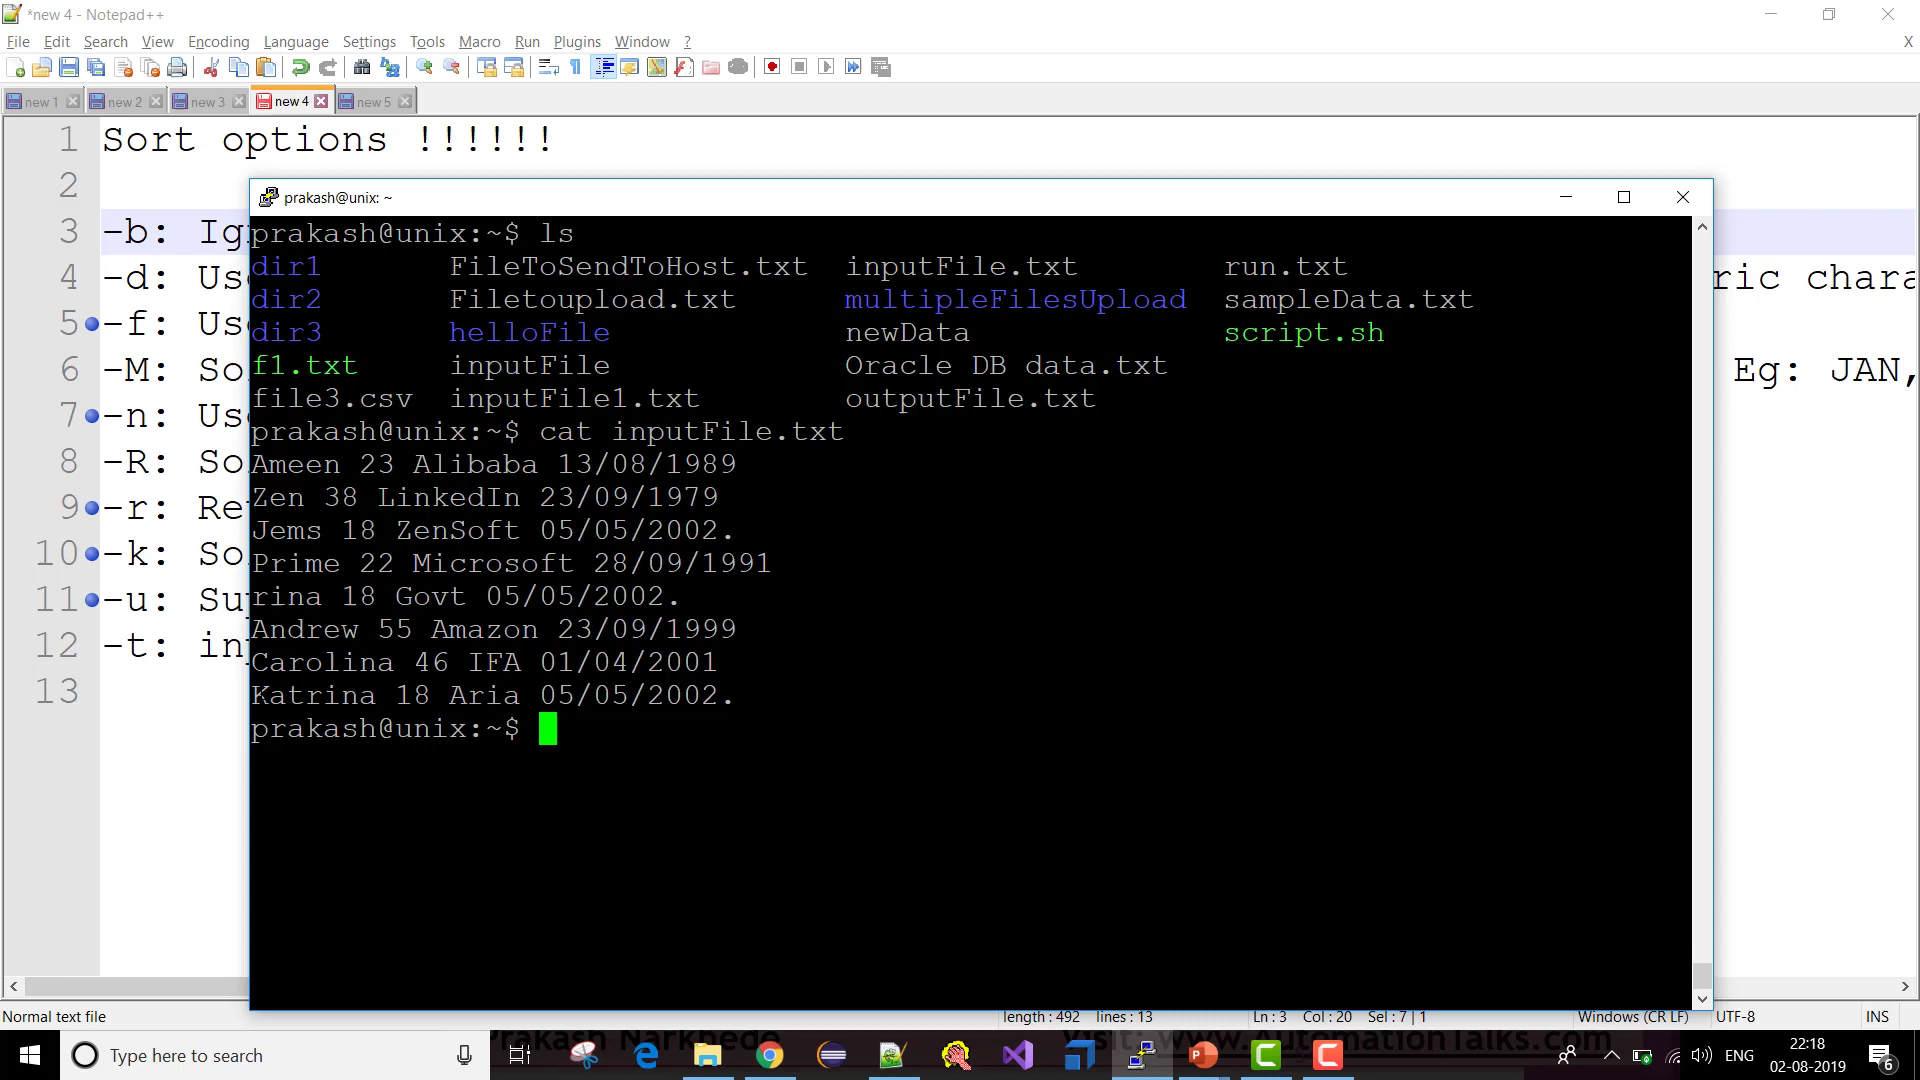 *new 4 - Notepad++
File Edit Search View Encoding Language Settings Tools Macro Run Plugins Window ? X
new 1 new 2 new 3 new 4 new 5
1 Sort options !!!!!!
2
3 -b: Ig
4 -d: Us ric chara
5 -f: Us
6 -M: So Eg: JAN,
7 -n: Us
8 -R: So
9 -r: Re
10 -k: So
11 -u: Su
12 -t: in
13
prakash@unix: ~
prakash@unix:~$ ls
dir1 FileToSendToHost.txt inputFile.txt run.txt
dir2 Filetoupload.txt multipleFilesUpload sampleData.txt
dir3 helloFile newData script.sh
f1.txt inputFile Oracle DB data.txt
file3.csv inputFile1.txt outputFile.txt
prakash@unix:~$ cat inputFile.txt
Ameen 23 Alibaba 13/08/1989
Zen 38 LinkedIn 23/09/1979
Jems 18 ZenSoft 05/05/2002.
Prime 22 Microsoft 28/09/1991
rina 18 Govt 05/05/2002.
Andrew 55 Amazon 23/09/1999
Carolina 46 IFA 01/04/2001
Katrina 18 Aria 05/05/2002.
prakash@unix:~$
Normal text file length : 492 lines : 13 Ln : 3 Col : 20 Sel : 7 | 1 Windows (CR LF) UTF-8 INS
Prakash Narkhede Visit: www.AutomationTalks.com
Type here to search ENG 22:18
02-08-2019 6